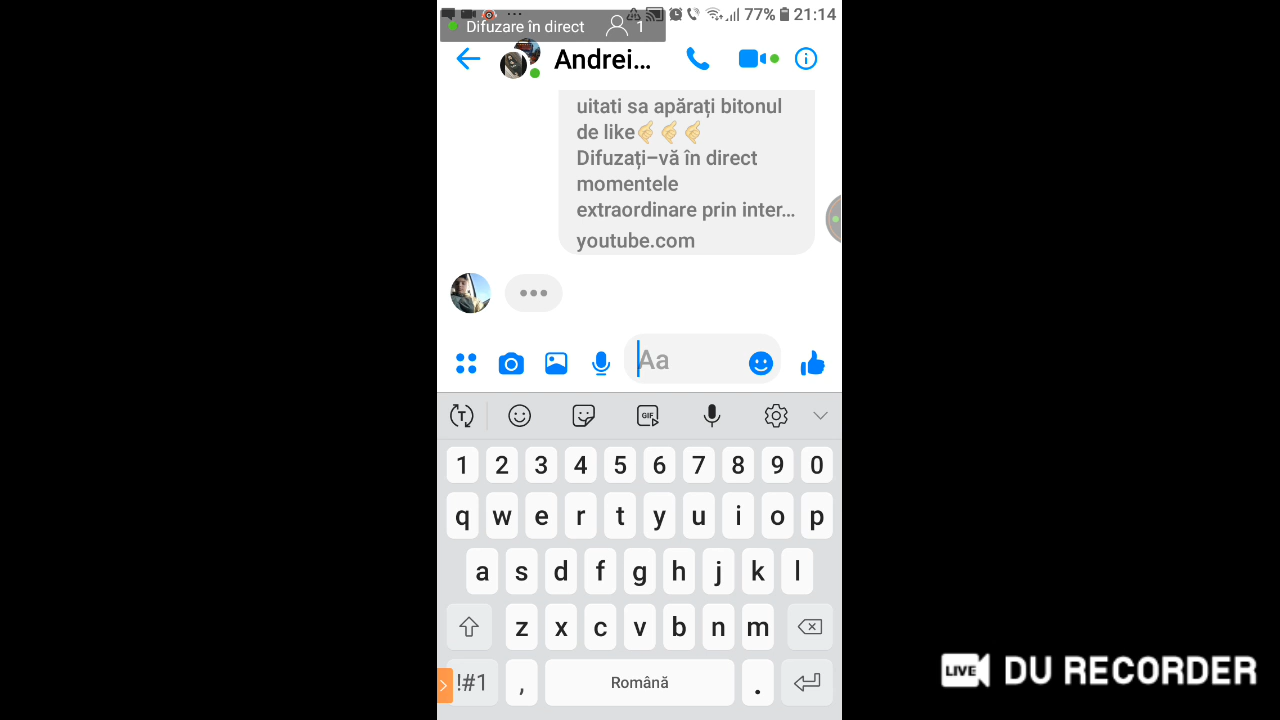 77% 21:14
Difuzare în direct 1
Andrei...
uitati sa apărați bitonul
de like
Difuzați-vă în direct
momentele
extraordinare prin inter...
youtube.com
Aa
T GIF
1 2 3 4 5 6 7 8 9 0
q w e r t y u i o p
a s d f g h j k l
z x c v b n m
!#1 , Română .
LIVE DU RECORDER